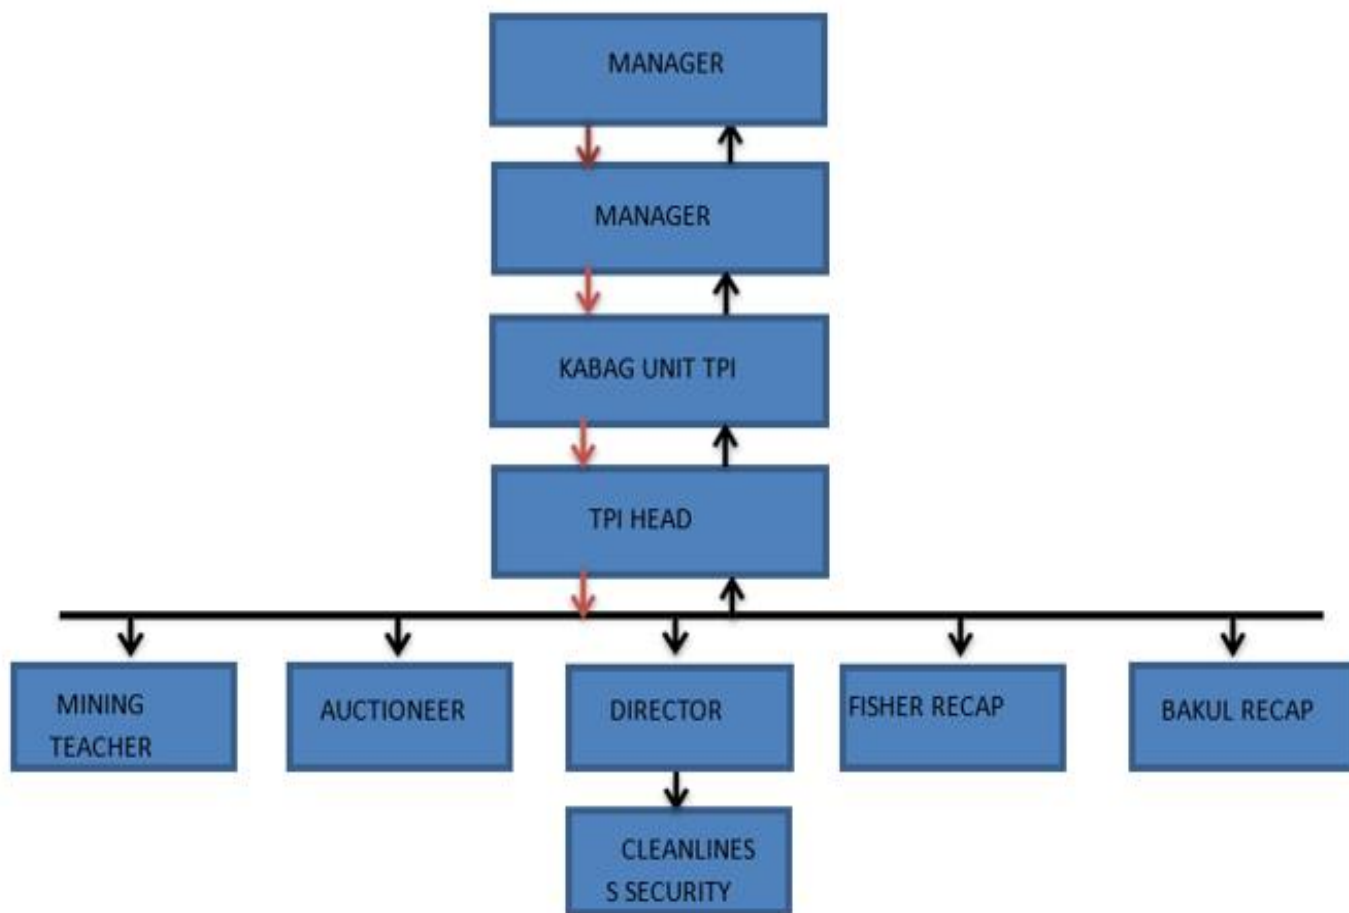 MANAGER
MANAGER
KABAG UNIT TPI
TPI HEAD
MINING
TEACHER
AUCTIONEER
DIRECTOR
FISHER RECAP
BAKUL RECAP
CLEANLINES
S SECURITY